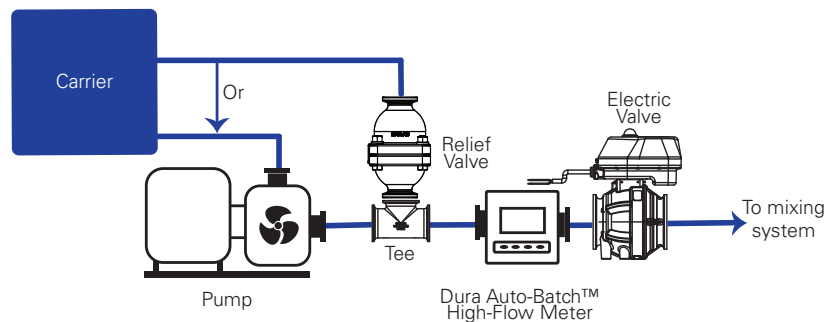 Carrier
Or
Electric
Valve
Relief
Valve
To mixing
system
Tee
Pump
Dura Auto-Batch™
High-Flow Meter